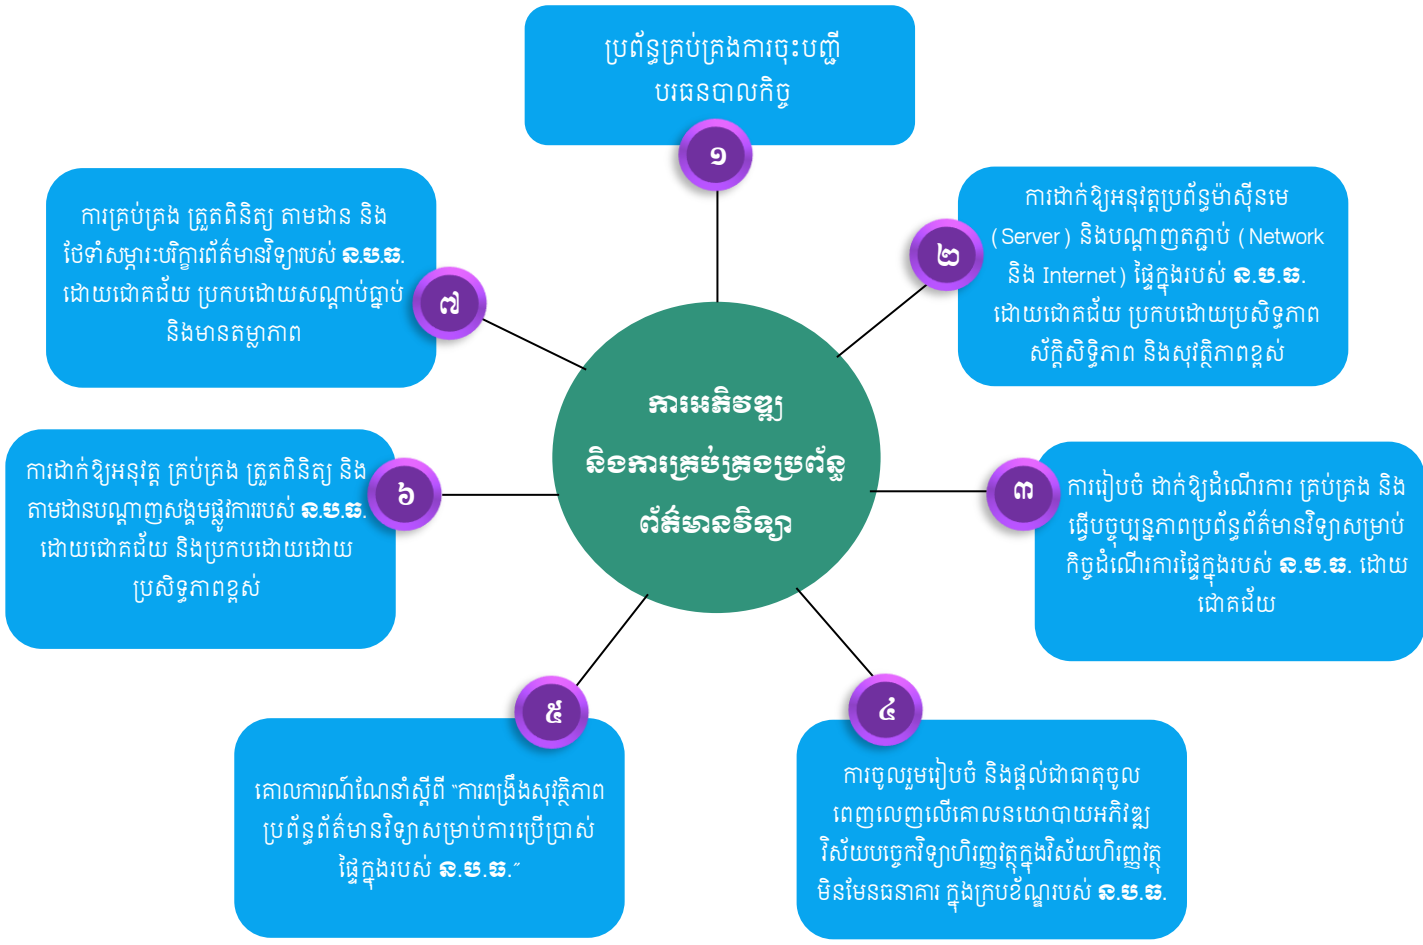 ប្រព័ន្ធគ្រប់គ្រងការចុះបញ្ជី
បរធនបាលកិច្ច
១
ការដាក់ឱ្យអនុវត្តប្រព័ន្ធម៉ាស៊ីនមេ
(Server) និងបណ្តាញតភ្ជាប់ (Network
និង Internet) ផ្ទៃក្នុងរបស់ ន.ប.ធ.
ដោយជោគជ័យ ប្រកបដោយប្រសិទ្ធភាព
ស័ក្តិសិទ្ធិភាព និងសុវត្ថិភាពខ្ពស់
២
ការរៀបចំ ដាក់ឱ្យដំណើរការ គ្រប់គ្រង និង
ធ្វើបច្ចុប្បន្នភាពប្រព័ន្ធព័ត៌មានវិទ្យាសម្រាប់
កិច្ចដំណើរការផ្ទៃក្នុងរបស់ ន.ប.ធ. ដោយ
ជោគជ័យ
៣
ការចូលរួមរៀបចំ និងផ្តល់ជាធាតុចូល
ពេញលេញលើគោលនយោបាយអភិវឌ្ឍ
វិស័យបច្ចេកវិទ្យាហិរញ្ញវត្ថុក្នុងវិស័យហិរញ្ញវត្ថុ
មិនមែនធនាគារ ក្នុងក្របខ័ណ្ឌរបស់ ន.ប.ធ.
៤
គោលការណ៍ណែនាំស្តីពី “ការពង្រឹងសុវត្ថិភាព
ប្រព័ន្ធព័ត៌មានវិទ្យាសម្រាប់ការប្រើប្រាស់
ផ្ទៃក្នុងរបស់ ន.ប.ធ.”
៥
ការដាក់ឱ្យអនុវត្ត គ្រប់គ្រង ត្រួតពិនិត្យ និង
តាមដានបណ្តាញសង្គមផ្លូវការរបស់ ន.ប.ធ.
ដោយជោគជ័យ និងប្រកបដោយដោយ
ប្រសិទ្ធភាពខ្ពស់
៦
ការគ្រប់គ្រង ត្រួតពិនិត្យ តាមដាន និង
ថែទាំសម្ភារៈបរិក្ខារព័ត៌មានវិទ្យារបស់ ន.ប.ធ.
ដោយជោគជ័យ ប្រកបដោយសណ្តាប់ធ្នាប់
និងមានតម្លាភាព
៧
ការអភិវឌ្ឍ
និងការគ្រប់គ្រងប្រព័ន្ធ
ព័ត៌មានវិទ្យា